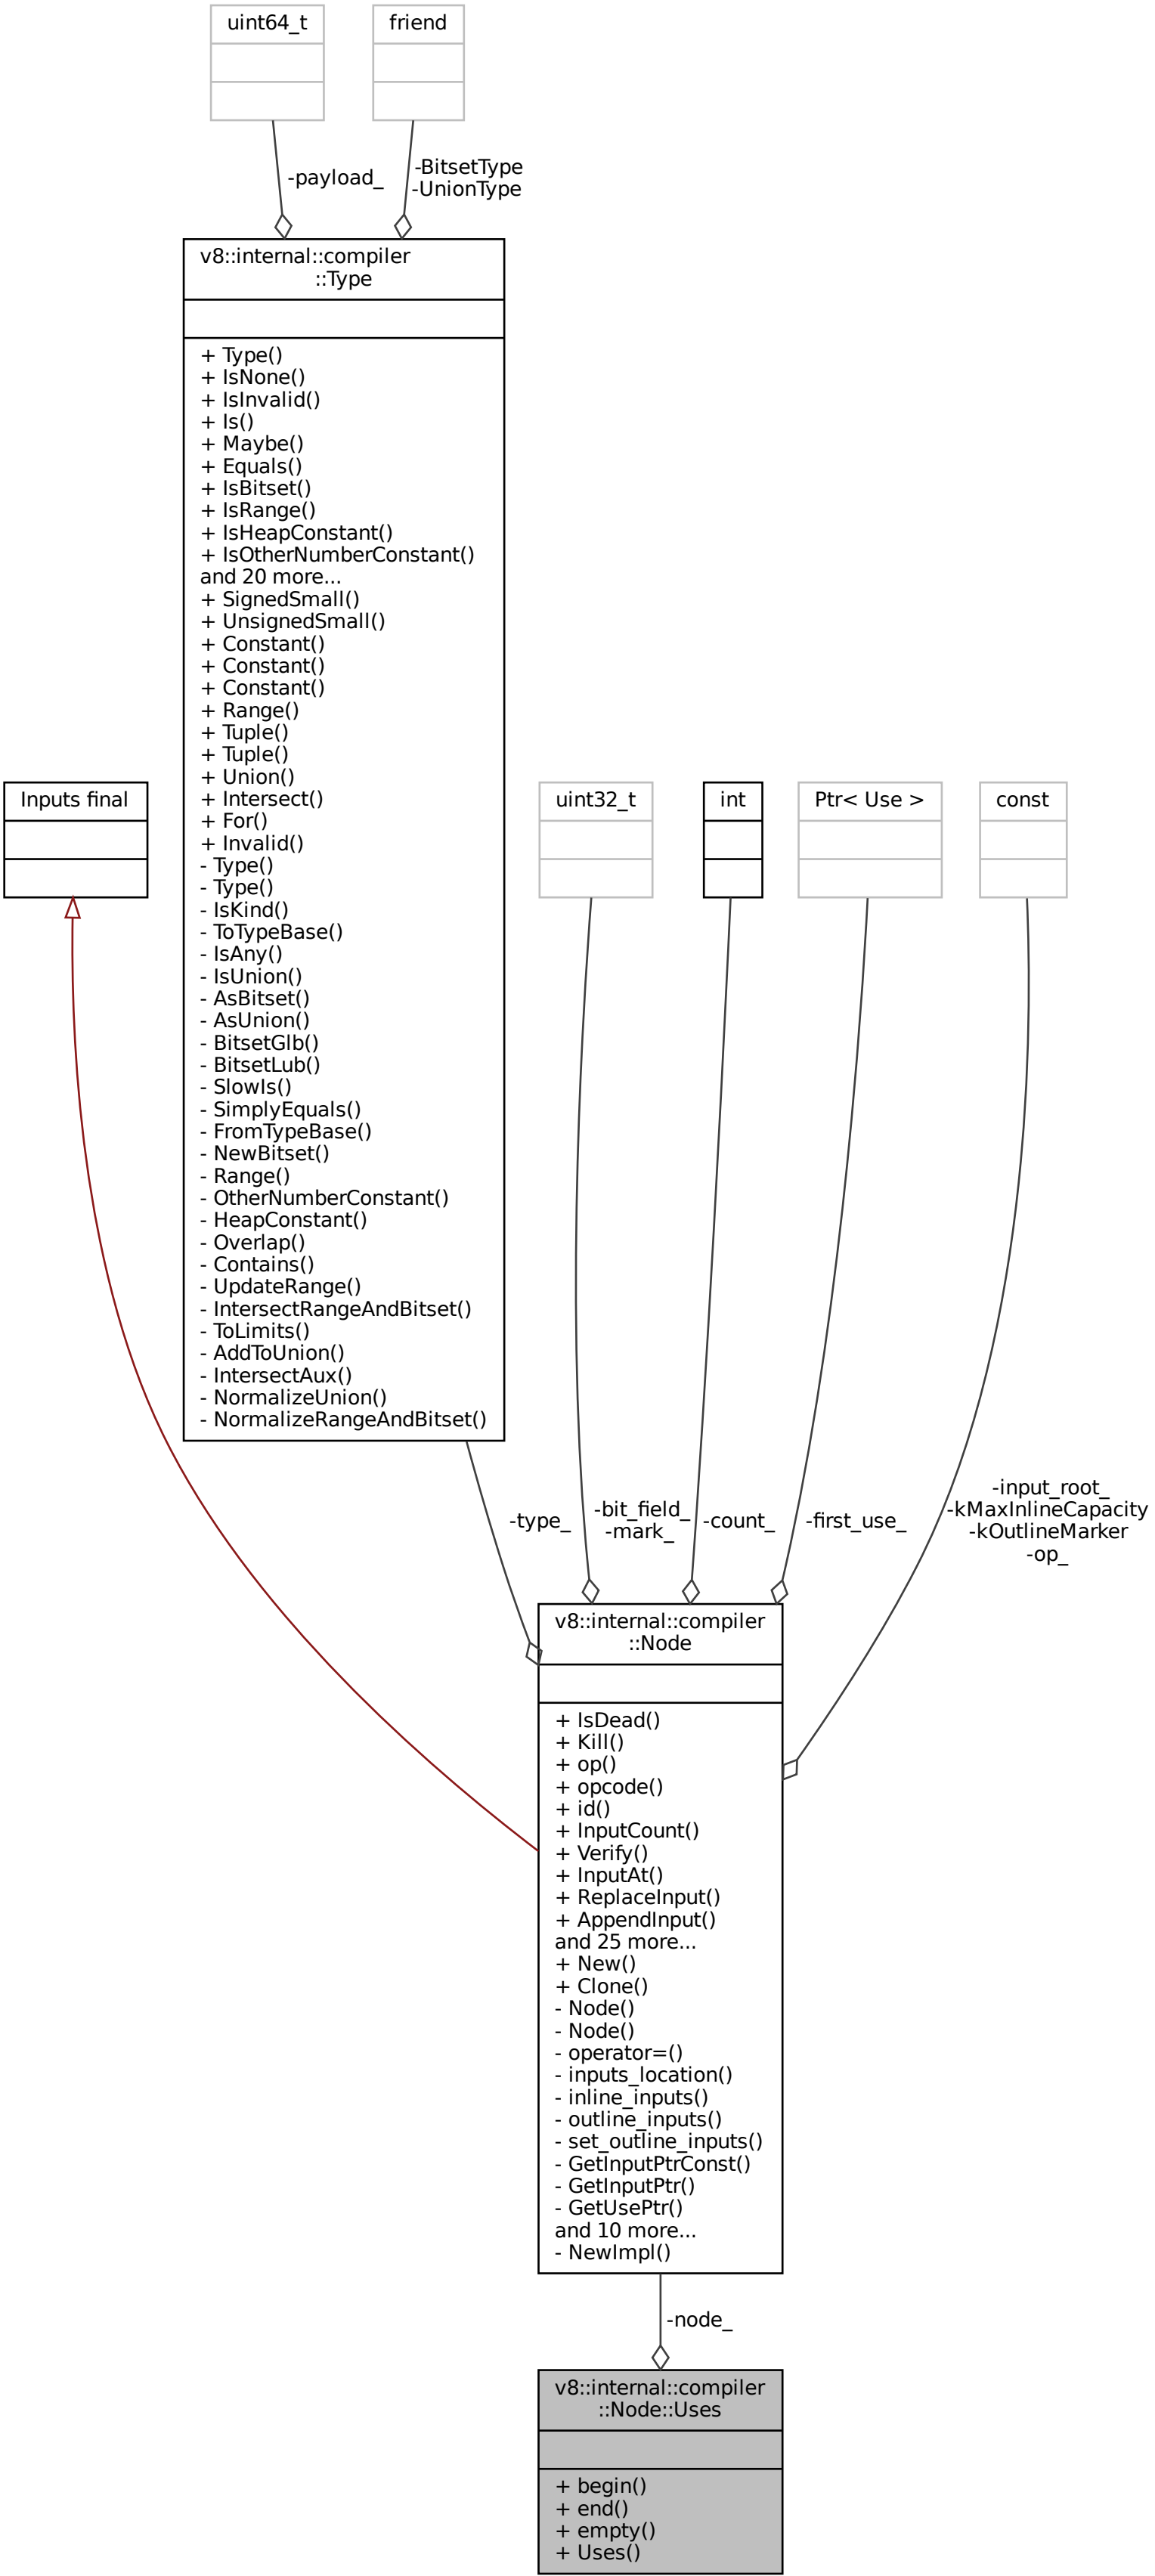 uint64_t
friend
-payload_
-BitsetType
-UnionType
v8::internal::compiler
::Type
+ Type()
+ IsNone()
+ IsInvalid()
+ Is()
+ Maybe()
+ Equals()
+ IsBitset()
+ IsRange()
+ IsHeapConstant()
+ IsOtherNumberConstant()
and 20 more...
+ SignedSmall()
+ UnsignedSmall()
+ Constant()
+ Constant()
+ Constant()
+ Range()
+ Tuple()
+ Tuple()
+ Union()
+ Intersect()
+ For()
+ Invalid()
- Type()
- Type()
- IsKind()
- ToTypeBase()
- IsAny()
- IsUnion()
- AsBitset()
- AsUnion()
- BitsetGlb()
- BitsetLub()
- SlowIs()
- SimplyEquals()
- FromTypeBase()
- NewBitset()
- Range()
- OtherNumberConstant()
- HeapConstant()
- Overlap()
- Contains()
- UpdateRange()
- IntersectRangeAndBitset()
- ToLimits()
- AddToUnion()
- IntersectAux()
- NormalizeUnion()
- NormalizeRangeAndBitset()
Inputs final
uint32_t
int
Ptr< Use >
const
-type_
-bit_field_
-mark_
-count_
-first_use_
-input_root_
-kMaxInlineCapacity
-kOutlineMarker
-op_
v8::internal::compiler
::Node
+ IsDead()
+ Kill()
+ op()
+ opcode()
+ id()
+ InputCount()
+ Verify()
+ InputAt()
+ ReplaceInput()
+ AppendInput()
and 25 more...
+ New()
+ Clone()
- Node()
- Node()
- operator=()
- inputs_location()
- inline_inputs()
- outline_inputs()
- set_outline_inputs()
- GetInputPtrConst()
- GetInputPtr()
- GetUsePtr()
and 10 more...
- NewImpl()
-node_
v8::internal::compiler
::Node::Uses
+ begin()
+ end()
+ empty()
+ Uses()